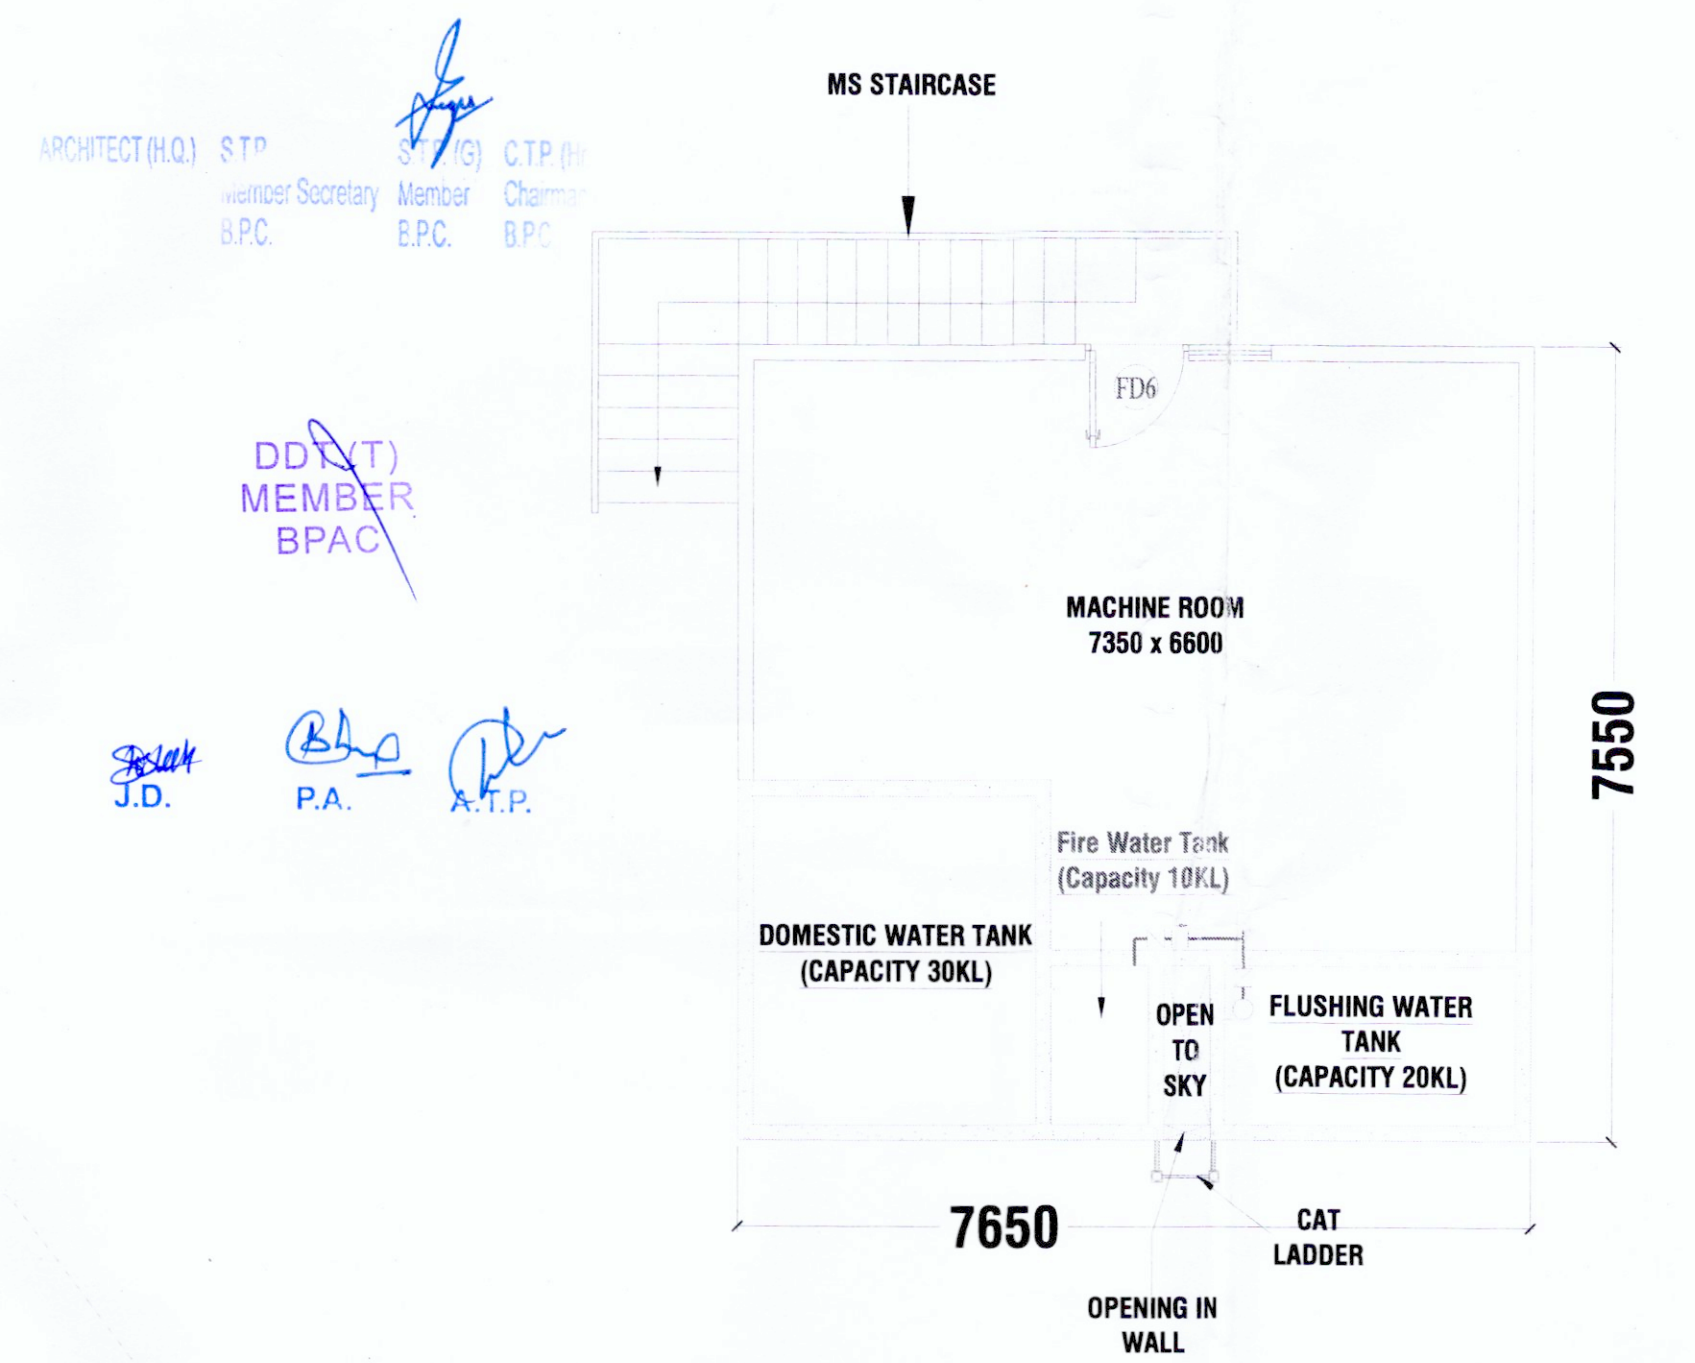 MS STAIRCASE
ARCHITECT (H.Q.)
S.T.P.
Member Secretary
B.P.C.
S.T.P. (G)
Member
B.P.C.
C.T.P.
Chairman
B.P.C
FD6
DDT (T)
MEMBER
BPAC
MACHINE ROOM
7350 x 6600
7550
J.D.
P.A.
A.T.P.
Fire Water Tank
(Capacity 10KL)
DOMESTIC WATER TANK
(CAPACITY 30KL)
OPEN
TO
SKY
FLUSHING WATER
TANK
(CAPACITY 20KL)
7650
CAT
LADDER
OPENING IN
WALL